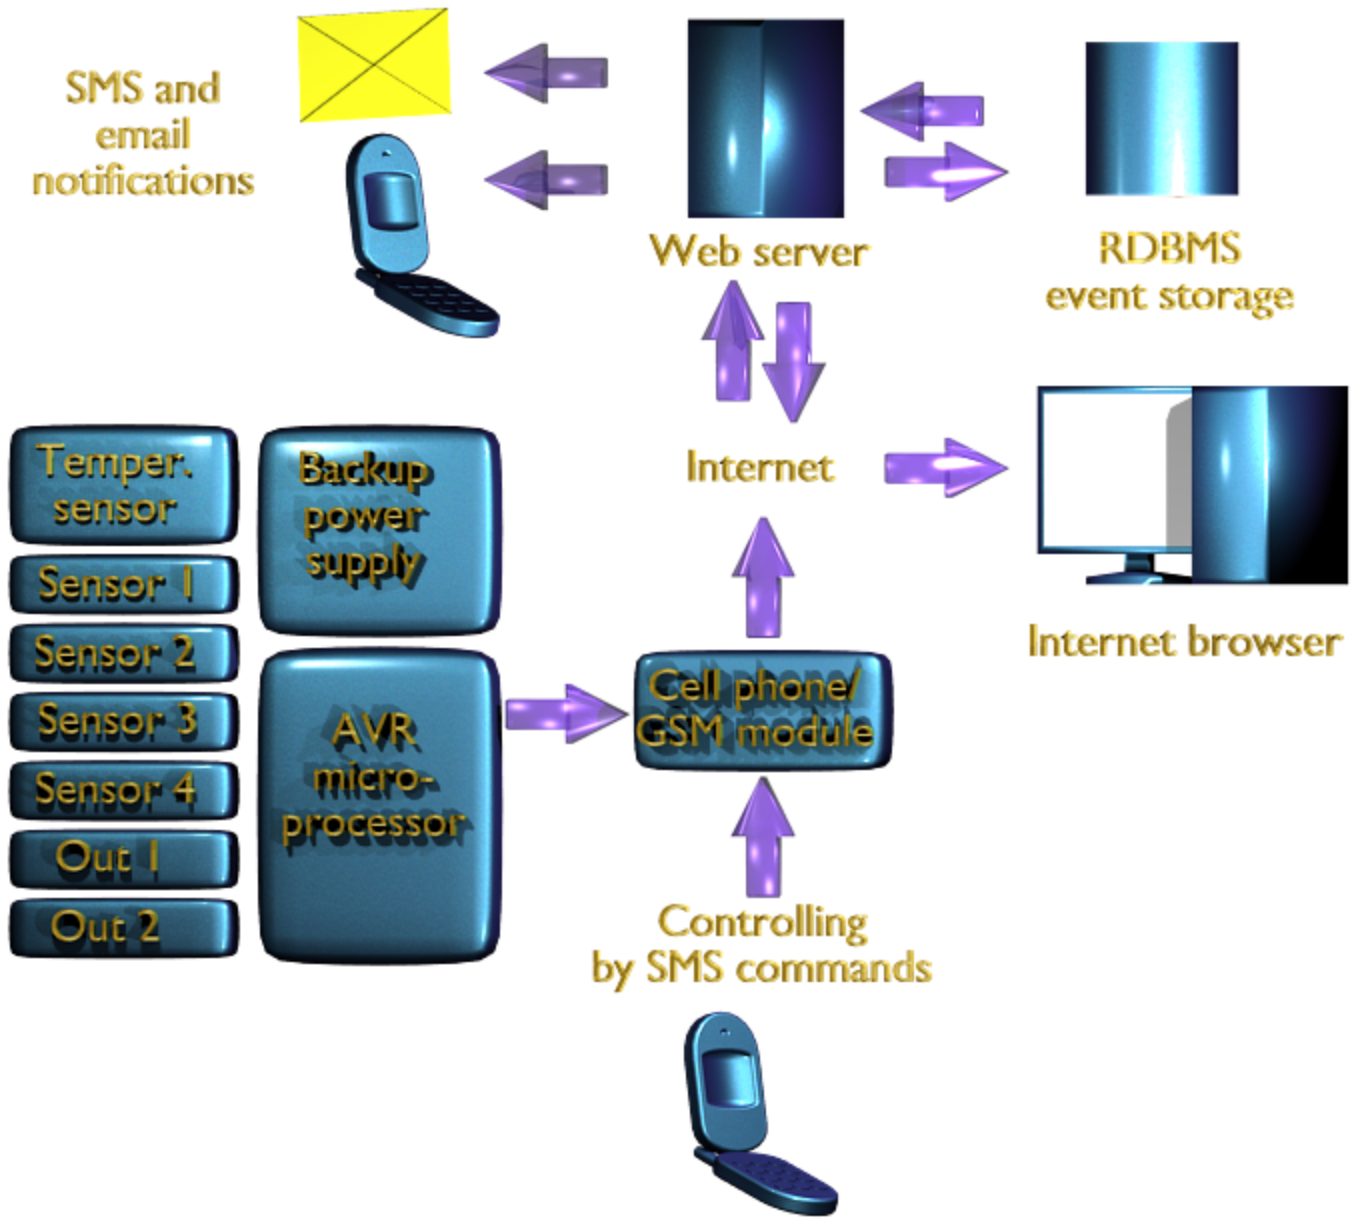 SMS and
email
notifications
Web server
RDBMS
event storage
Internet
Internet browser
Temper.
sensor
Sensor 1
Sensor 2
Sensor 3
Sensor 4
Out 1
Out 2
Backup
power
supply
AVR
micro-
processor
Cell phone/
GSM module
Controlling
by SMS commands